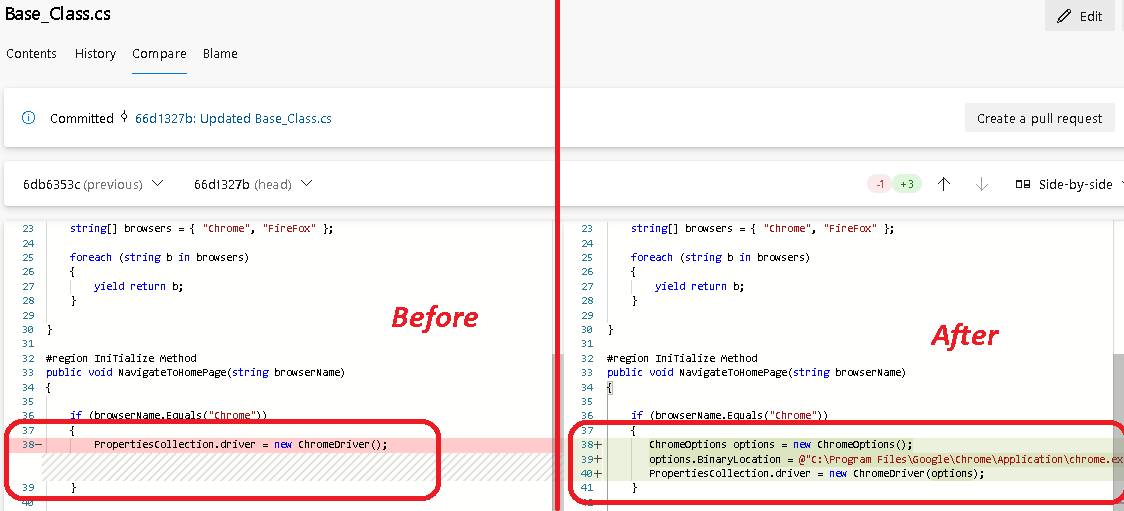 Base_Class.cs
Edit
Contents History Compare Blame
Committed 66d1327b: Updated Base_Class.cs
Create a pull request
6db6353c (previous) 66d1327b (head)
-1 +3 Side-by-side
23 string[] browsers = { "Chrome", "FireFox" };
24
25 foreach (string b in browsers)
26 {
27 yield return b;
28 }
29
30 }
31
32 #region IniTialize Method
33 public void NavigateToHomePage(string browserName)
34 {
35
36 if (browserName.Equals("Chrome"))
37 {
38- PropertiesCollection.driver = new ChromeDriver();
39 }
40
Before
23 string[] browsers = { "Chrome", "FireFox" };
24
25 foreach (string b in browsers)
26 {
27 yield return b;
28 }
29
30 }
31
32 #region IniTialize Method
33 public void NavigateToHomePage(string browserName)
34 {
35
36 if (browserName.Equals("Chrome"))
37 {
38+ ChromeOptions options = new ChromeOptions();
39+ options.BinaryLocation = @"C:\Program Files\Google\Chrome\Application\chrome.ex
40+ PropertiesCollection.driver = new ChromeDriver(options);
41 }
After